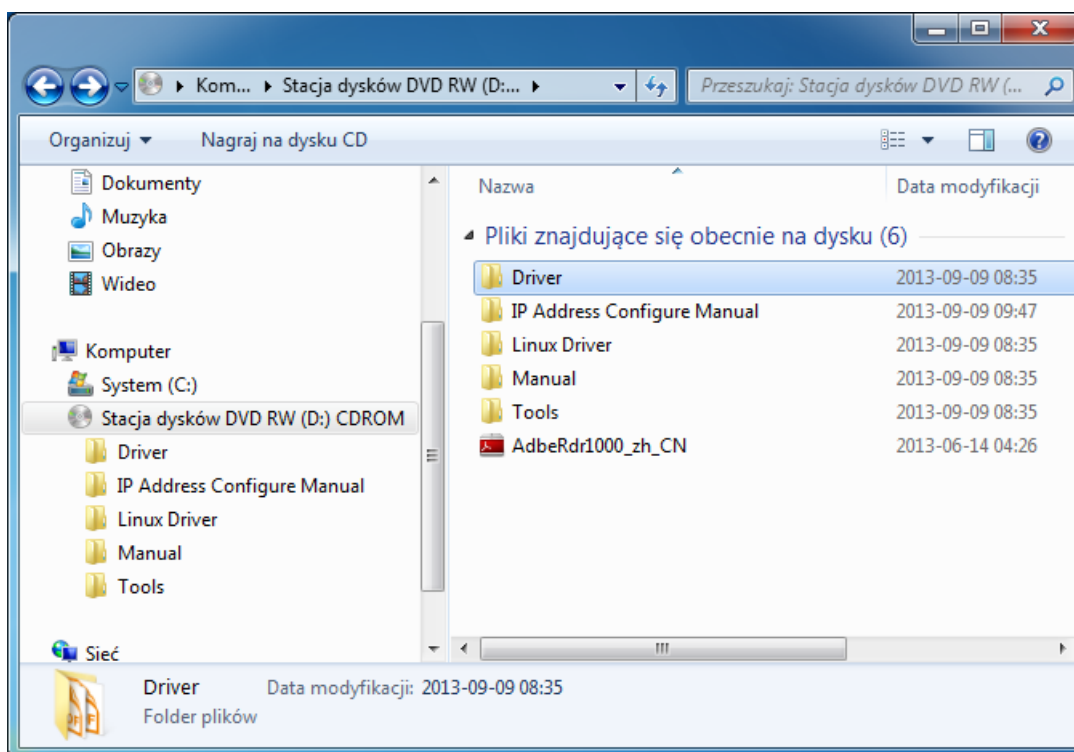 Kom... Stacja dysków DVD RW (D:... Przeszukaj: Stacja dysków DVD RW (...
Organizuj Nagraj na dysku CD
Dokumenty
Muzyka
Obrazy
Wideo
Komputer
System (C:)
Stacja dysków DVD RW (D:) CDROM
Driver
IP Address Configure Manual
Linux Driver
Manual
Tools
Sieć
Nazwa Data modyfikacji
Pliki znajdujące się obecnie na dysku (6)
Driver 2013-09-09 08:35
IP Address Configure Manual 2013-09-09 09:47
Linux Driver 2013-09-09 08:35
Manual 2013-09-09 08:35
Tools 2013-09-09 08:35
AdbeRdr1000_zh_CN 2013-06-14 04:26
Driver Data modyfikacji: 2013-09-09 08:35
Folder plików